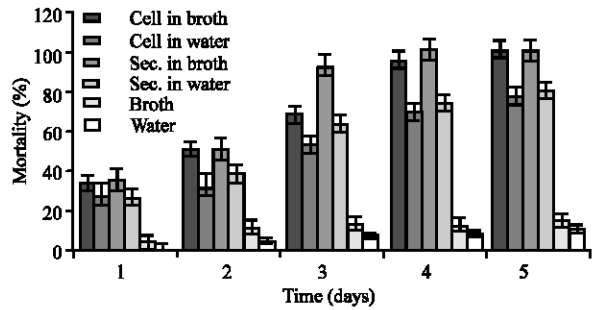 120
100
80
60
40
20
0
Mortality (%)
Cell in broth
Cell in water
Sec. in broth
Sec. in water
Broth
Water
1 2 3 4 5
Time (days)